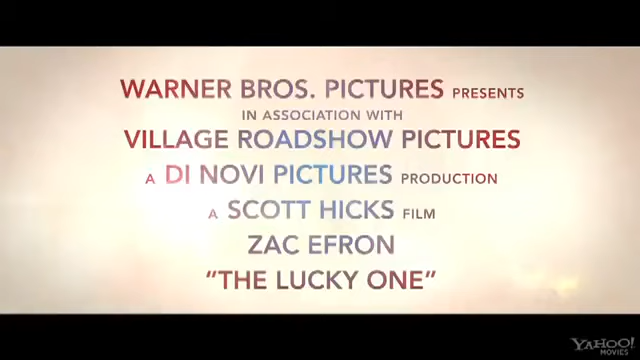 WARNER BROS. PICTURES PRESENTS
IN ASSOCIATION WITH
VILLAGE ROADSHOW PICTURES
A DI NOVI PICTURES PRODUCTION
A SCOTT HICKS FILM
ZAC EFRON
“THE LUCKY ONE”
YAHOO!
MOVIES